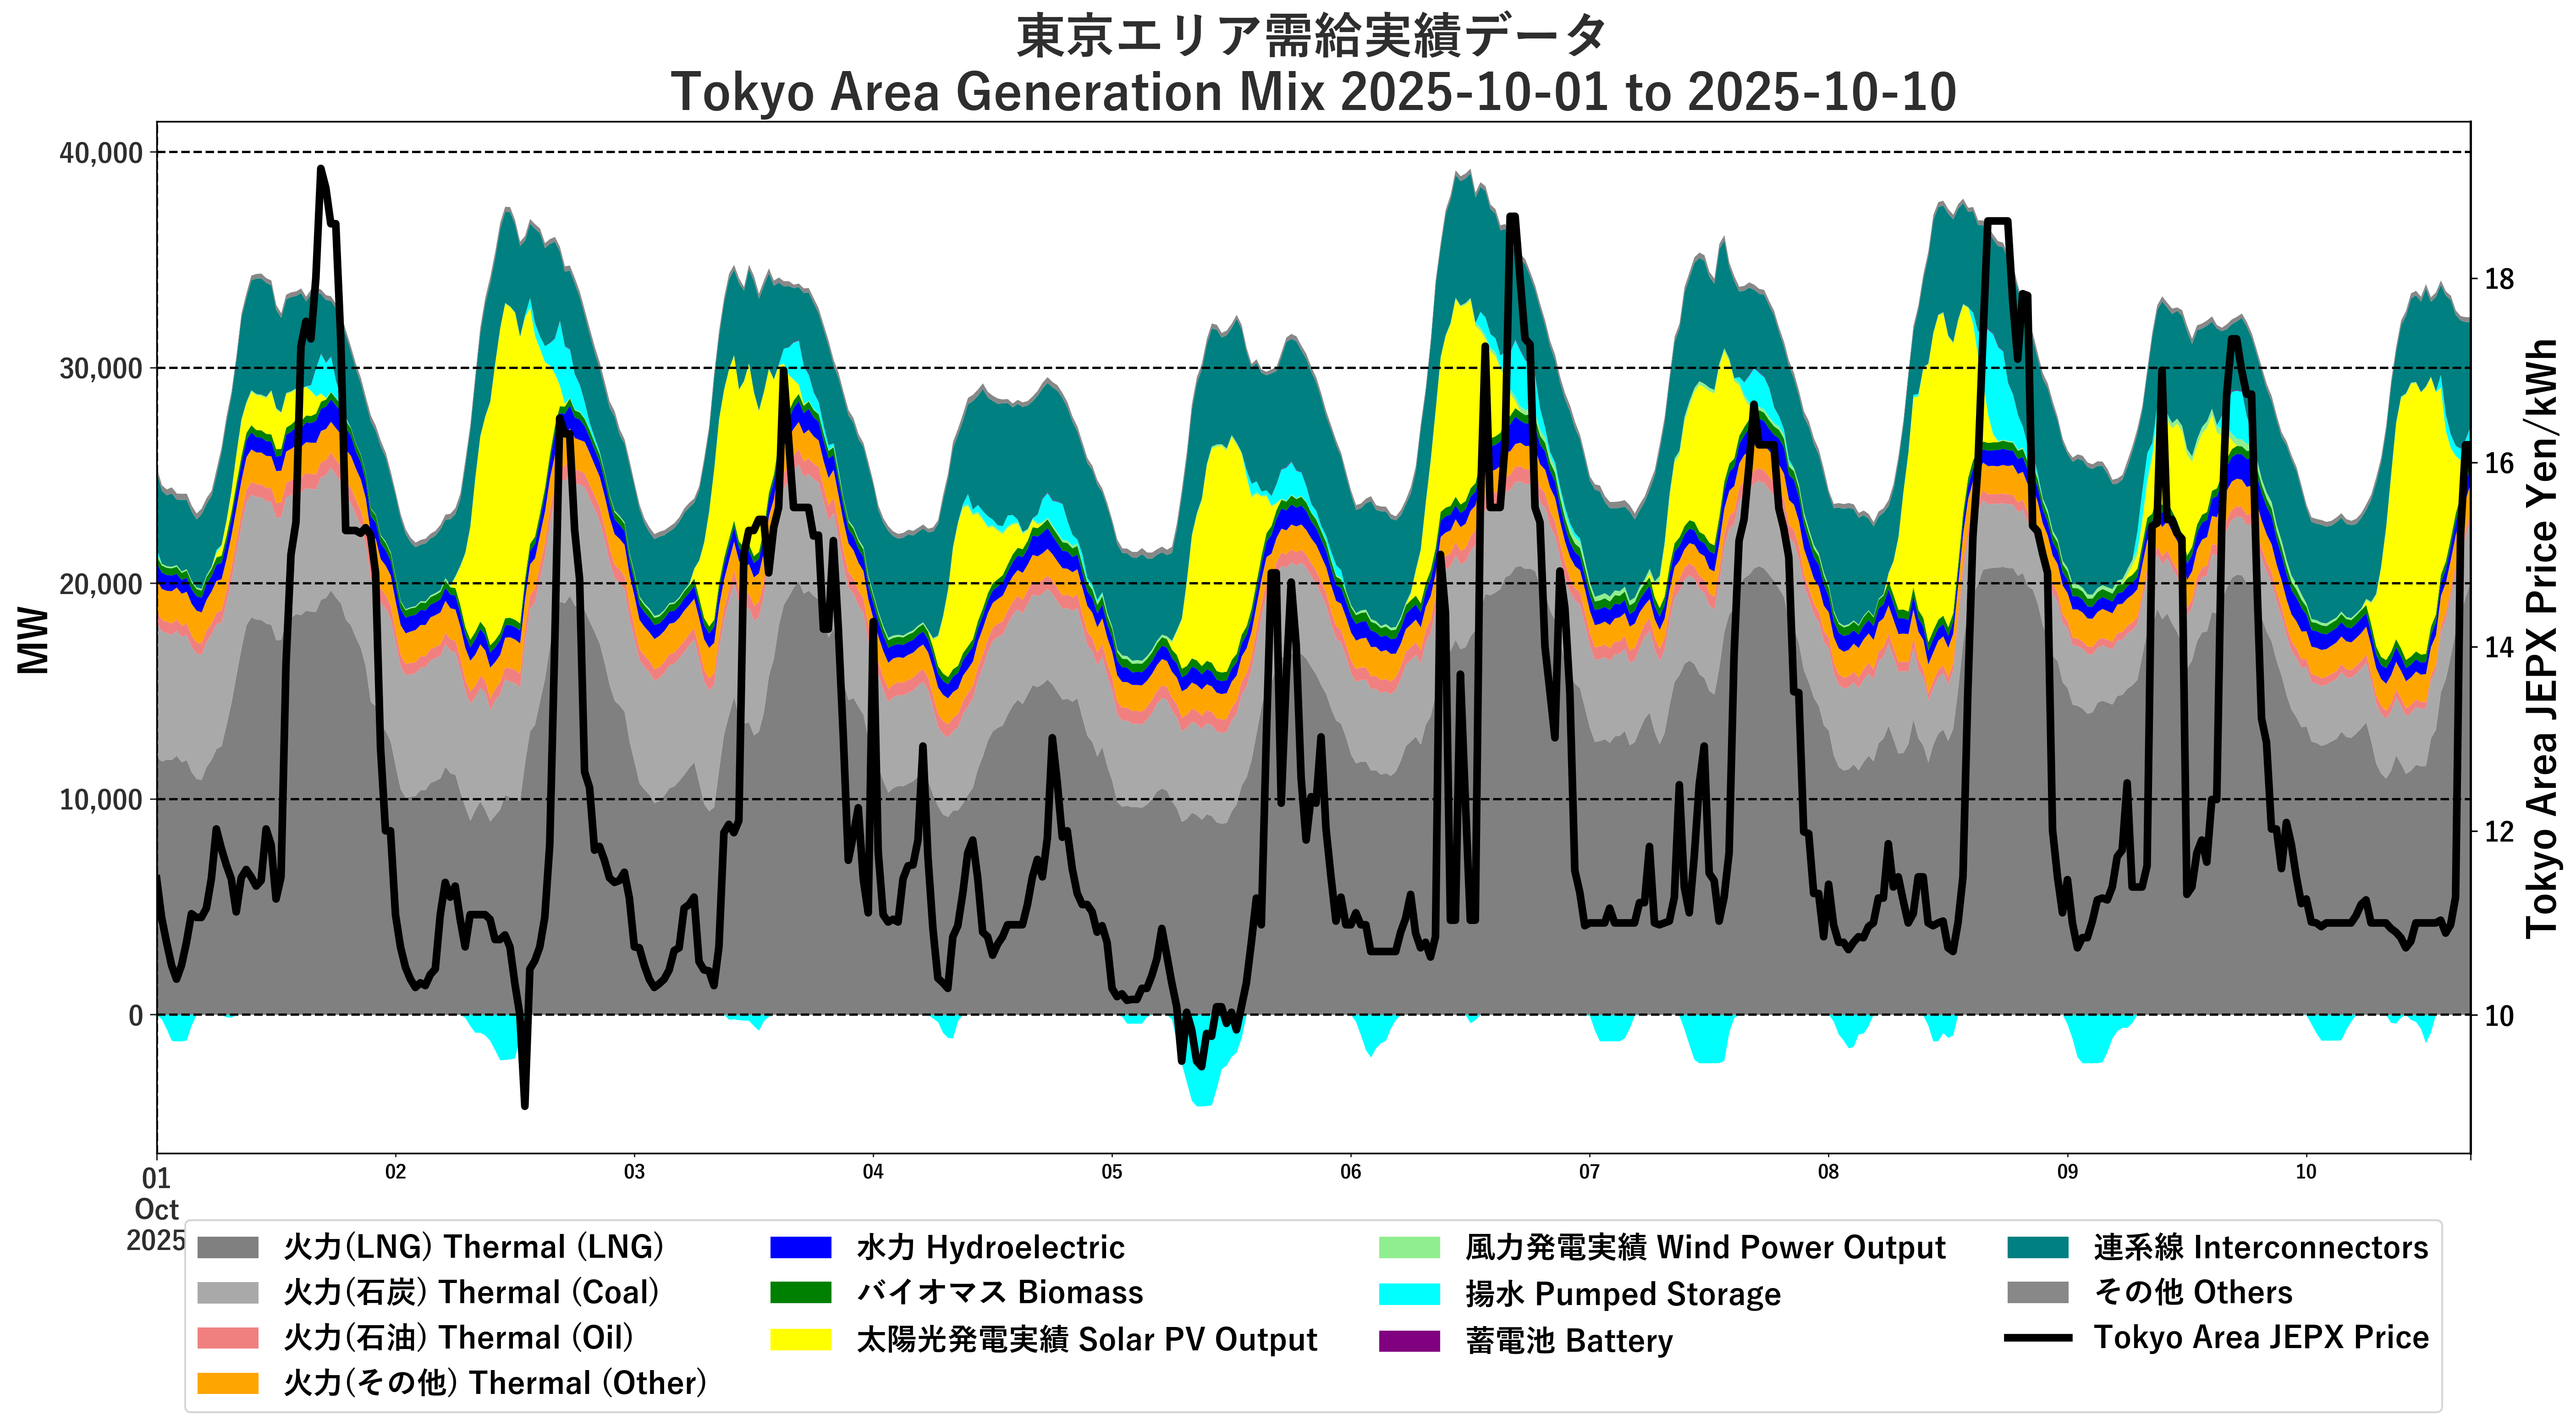 東京エリア需給実績データ
Tokyo Area Generation Mix 2025-10-01 to 2025-10-10
MW
40,000
30,000
20,000
10,000
0
18
16
14
12
10
Tokyo Area JEPX Price Yen/kWh
01
Oct
2025
02
03
04
05
06
07
08
09
10
火力(LNG) Thermal (LNG)
火力(石炭) Thermal (Coal)
火力(石油) Thermal (Oil)
火力(その他) Thermal (Other)
水力 Hydroelectric
バイオマス Biomass
太陽光発電実績 Solar PV Output
風力発電実績 Wind Power Output
揚水 Pumped Storage
蓄電池 Battery
連系線 Interconnectors
その他 Others
Tokyo Area JEPX Price